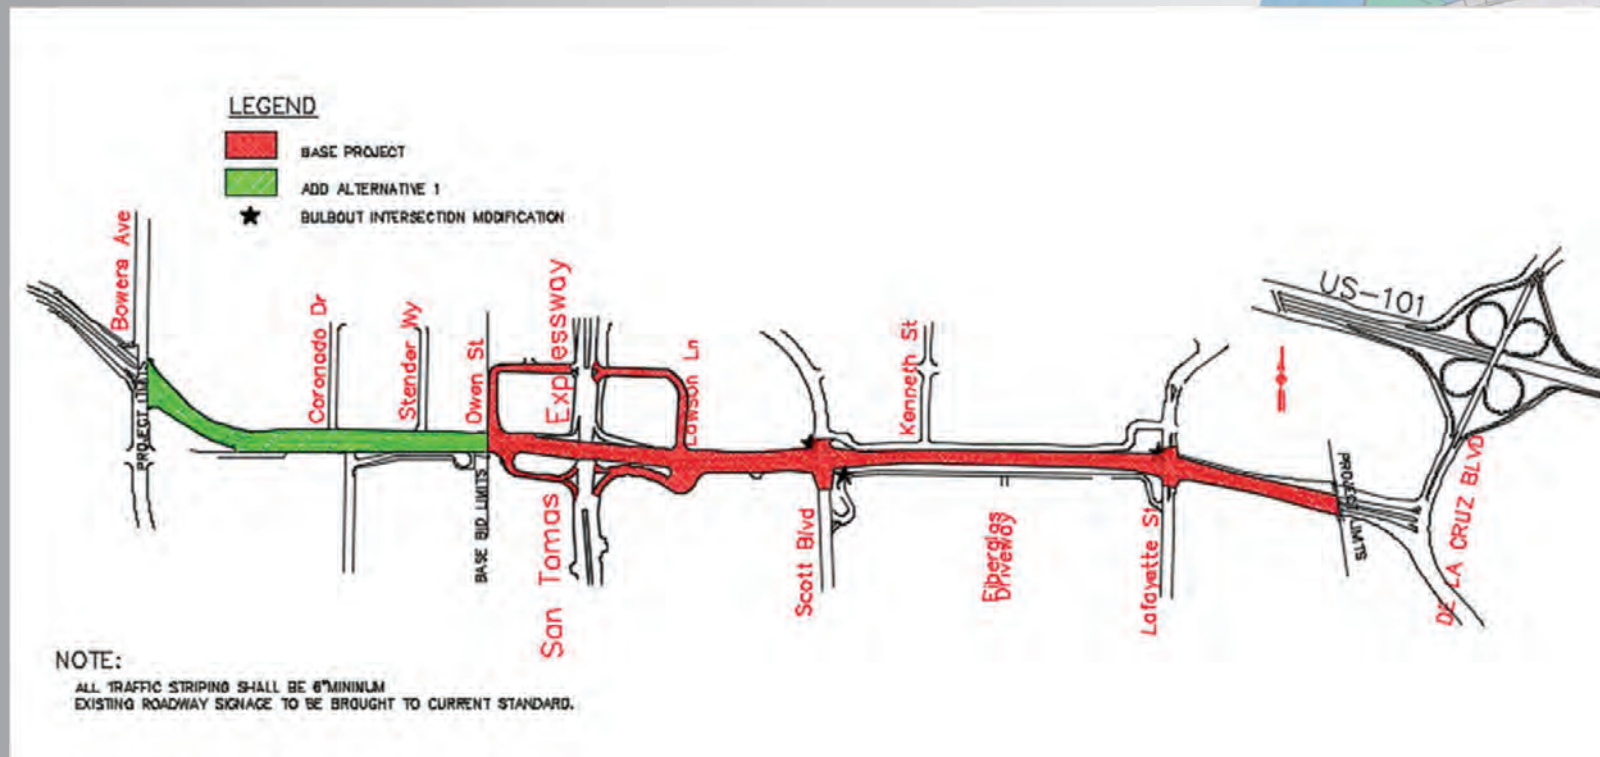 LEGEND
BASE PROJECT
ADD ALTERNATIVE 1
BULBOUT INTERSECTION MODIFICATION
Bowers Ave
PROJECT LIMITS
Coronado Dr
Stender Wy
Owen St
BASE BID LIMITS
San Tomas Expressway
Lawson Ln
Scott Blvd
Kenneth St
Fiberglas
Driveway
Lafayette St
US-101
PROJECT LIMITS
DE LA CRUZ BLVD
NOTE:
ALL TRAFFIC STRIPING SHALL BE 6"MININUM
EXISTING ROADWAY SIGNAGE TO BE BROUGHT TO CURRENT STANDARD.